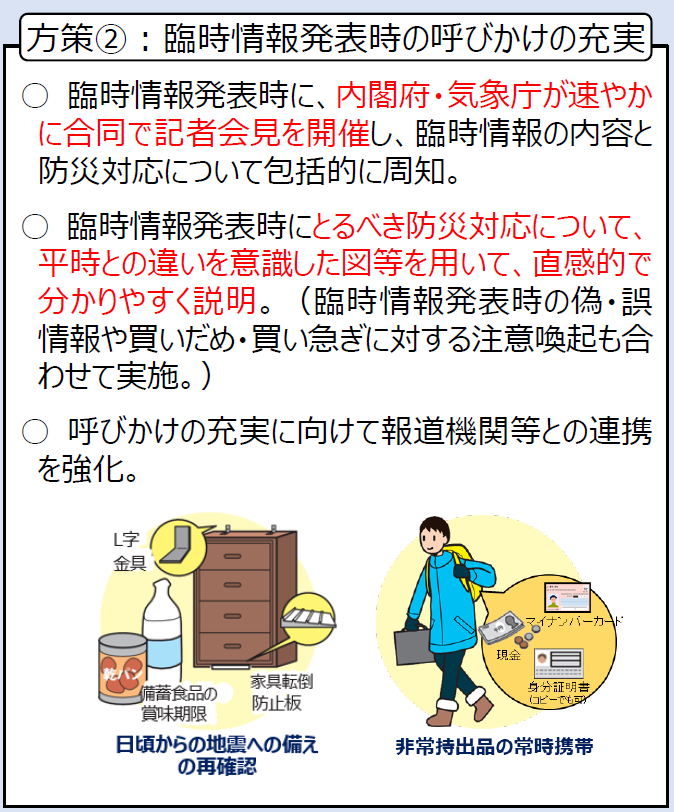 方策②：臨時情報発表時の呼びかけの充実
○ 臨時情報発表時に、内閣府・気象庁が速やか
に合同で記者会見を開催し、臨時情報の内容と
防災対応について包括的に周知。
○ 臨時情報発表時にとるべき防災対応について、
平時との違いを意識した図等を用いて、直感的で
分かりやすく説明。（臨時情報発表時の偽・誤
情報や買いだめ・買い急ぎに対する注意喚起も合
わせて実施。）
○ 呼びかけの充実に向けて報道機関等との連携
を強化。
L字
金具
乾パン
備蓄食品の
賞味期限
家具転倒
防止板
日頃からの地震への備え
の再確認
マイナンバーカード
現金
身分証明書
(コピーでも可)
非常持出品の常時携帯